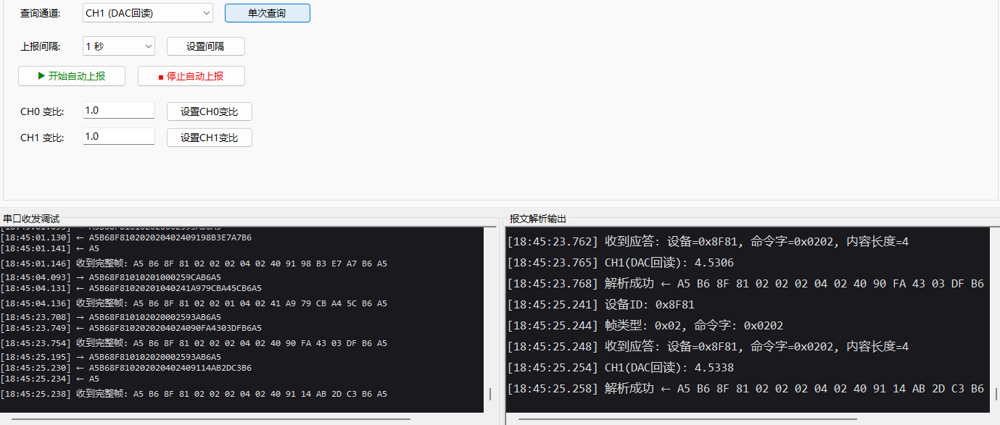 查询通道: CH1 (DAC回读) 单次查询
上报间隔: 1 秒 设置间隔
▶ 开始自动上报 ■ 停止自动上报
CH0 变比: 1.0 设置CH0变比
CH1 变比: 1.0 设置CH1变比
串口收发调试
[18:45:01.130] ← A5B68F810202020402409198B3E7A7B6
[18:45:01.141] ← A5
[18:45:01.146] 收到完整帧: A5 B6 8F 81 02 02 02 04 02 40 91 98 B3 E7 A7 B6 A5
[18:45:04.093] → A5B68F81010201000259CAB6A5
[18:45:04.131] ← A5B68F810202010402​41A979CBA45CB6A5
[18:45:04.136] 收到完整帧: A5 B6 8F 81 02 02 01 04 02 41 A9 79 CB A4 5C B6 A5
[18:45:23.708] → A5B68F810102020002593AB6A5
[18:45:23.749] ← A5B68F8102020204024090FA4303DFB6A5
[18:45:23.754] 收到完整帧: A5 B6 8F 81 02 02 02 04 02 40 90 FA 43 03 DF B6 A5
[18:45:25.195] → A5B68F810102020002593AB6A5
[18:45:25.230] ← A5B68F810202020402409114AB2DC3B6
[18:45:25.234] ← A5
[18:45:25.238] 收到完整帧: A5 B6 8F 81 02 02 02 04 02 40 91 14 AB 2D C3 B6 A5
报文解析输出
[18:45:23.762] 收到应答: 设备=0x8F81, 命令字=0x0202, 内容长度=4
[18:45:23.765] CH1(DAC回读): 4.5306
[18:45:23.768] 解析成功 ← A5 B6 8F 81 02 02 02 04 02 40 90 FA 43 03 DF B6
[18:45:25.241] 设备ID: 0x8F81
[18:45:25.244] 帧类型: 0x02, 命令字: 0x0202
[18:45:25.248] 收到应答: 设备=0x8F81, 命令字=0x0202, 内容长度=4
[18:45:25.254] CH1(DAC回读): 4.5338
[18:45:25.258] 解析成功 ← A5 B6 8F 81 02 02 02 04 02 40 91 14 AB 2D C3 B6